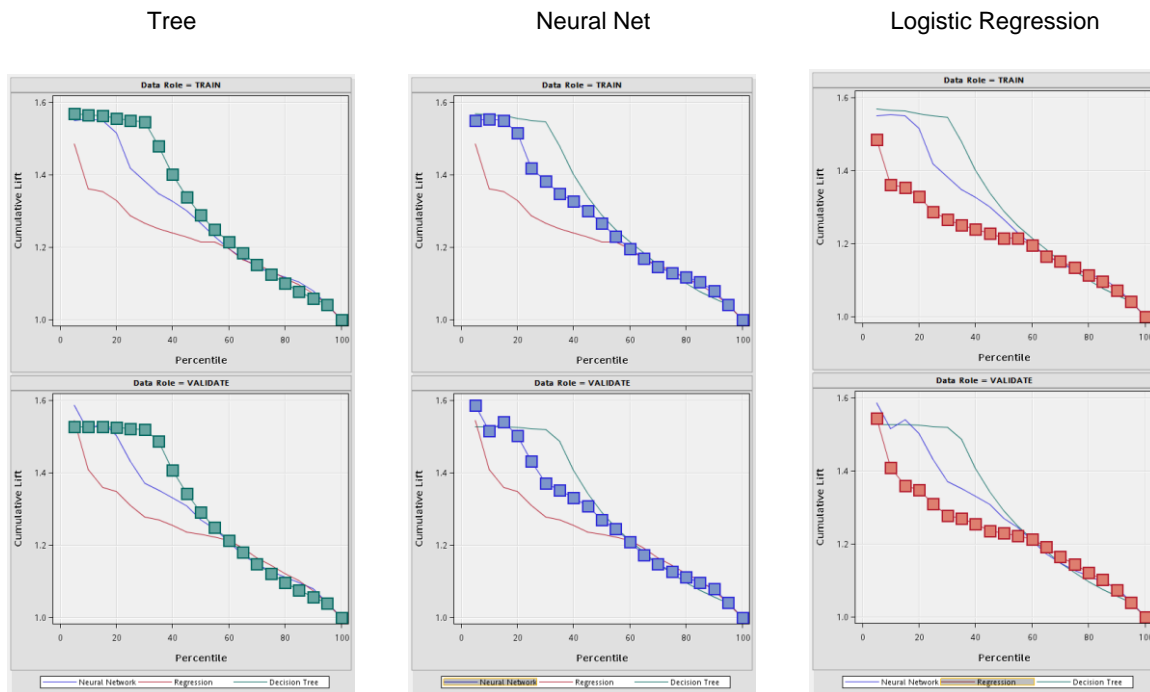 Tree
Neural Net
Logistic Regression
Data Role = TRAIN
1.6
1.4
1.2
1.0
Cumulative Lift
0 20 40 60 80 100
Percentile
Data Role = VALIDATE
1.6
1.4
1.2
1.0
Cumulative Lift
0 20 40 60 80 100
Percentile
Neural Network Regression Decision Tree
Data Role = TRAIN
1.6
1.4
1.2
1.0
Cumulative Lift
0 20 40 60 80 100
Percentile
Data Role = VALIDATE
1.6
1.4
1.2
1.0
Cumulative Lift
0 20 40 60 80 100
Percentile
Neural Network Regression Decision Tree
Data Role = TRAIN
1.6
1.4
1.2
1.0
Cumulative Lift
0 20 40 60 80 100
Percentile
Data Role = VALIDATE
1.6
1.4
1.2
1.0
Cumulative Lift
0 20 40 60 80 100
Percentile
Neural Network Regression Decision Tree